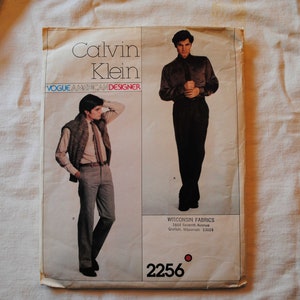 Calvin
Klein
VOGUE AMERICAN DESIGNER
WISCONSIN FABRICS
2256